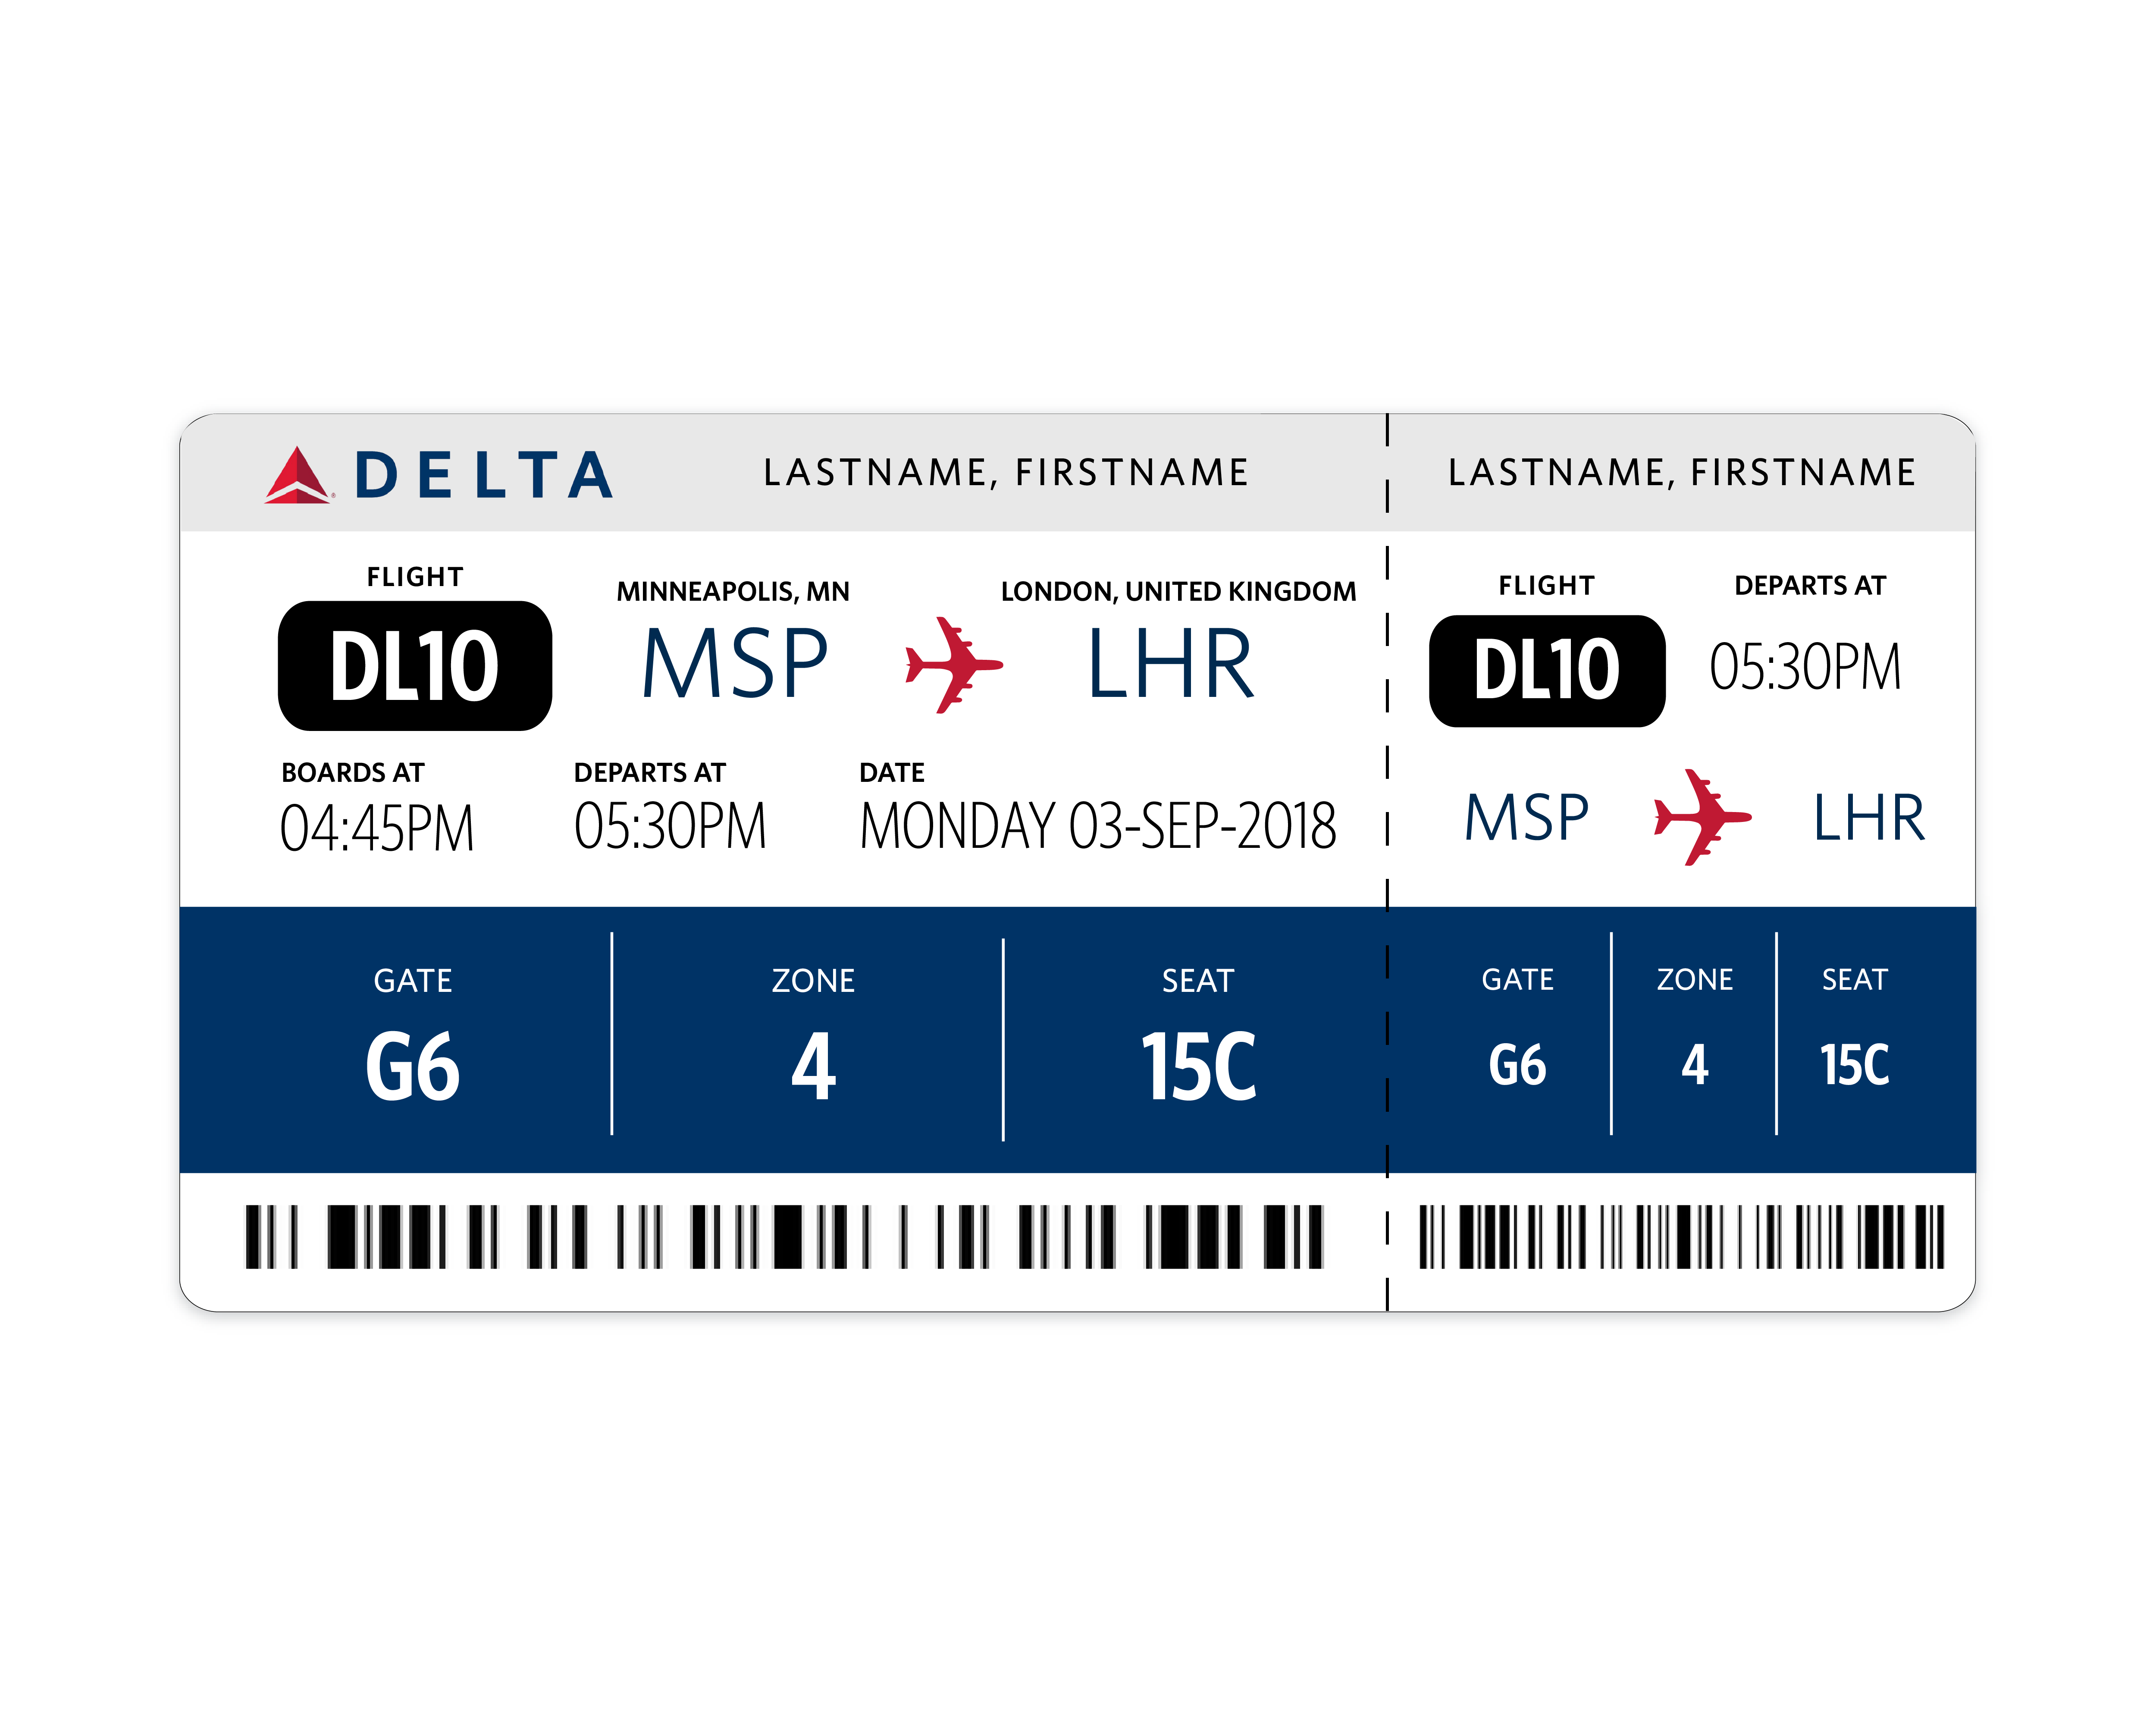 DELTA
LASTNAME, FIRSTNAME
FLIGHT
DL10
MINNEAPOLIS, MN
MSP
LONDON, UNITED KINGDOM
LHR
BOARDS AT
04:45PM
DEPARTS AT
05:30PM
DATE
MONDAY 03-SEP-2018
GATE
G6
ZONE
4
SEAT
15C
LASTNAME, FIRSTNAME
FLIGHT
DL10
DEPARTS AT
05:30PM
MSP
LHR
GATE
G6
ZONE
4
SEAT
15C